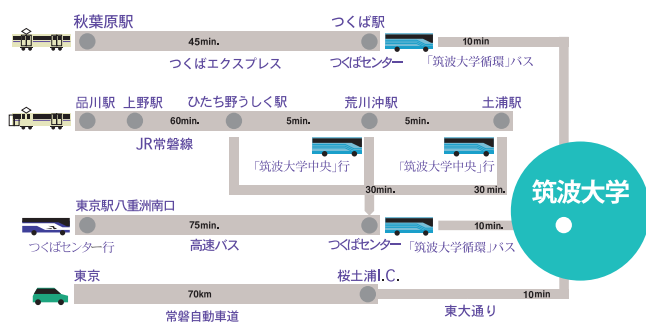 秋葉原駅
つくば駅
45min.
10min
つくばエクスプレス
つくばセンター
「筑波大学循環」バス
品川駅
上野駅
ひたち野うしく駅
荒川沖駅
土浦駅
60min.
5min.
5min.
JR常磐線
「筑波大学中央」行
「筑波大学中央」行
30min.
30min.
筑波大学
東京駅八重洲南口
75min.
10min.
つくばセンター行
高速バス
つくばセンター
「筑波大学循環」バス
東京
桜土浦I.C.
70km
10min
常磐自動車道
東大通り